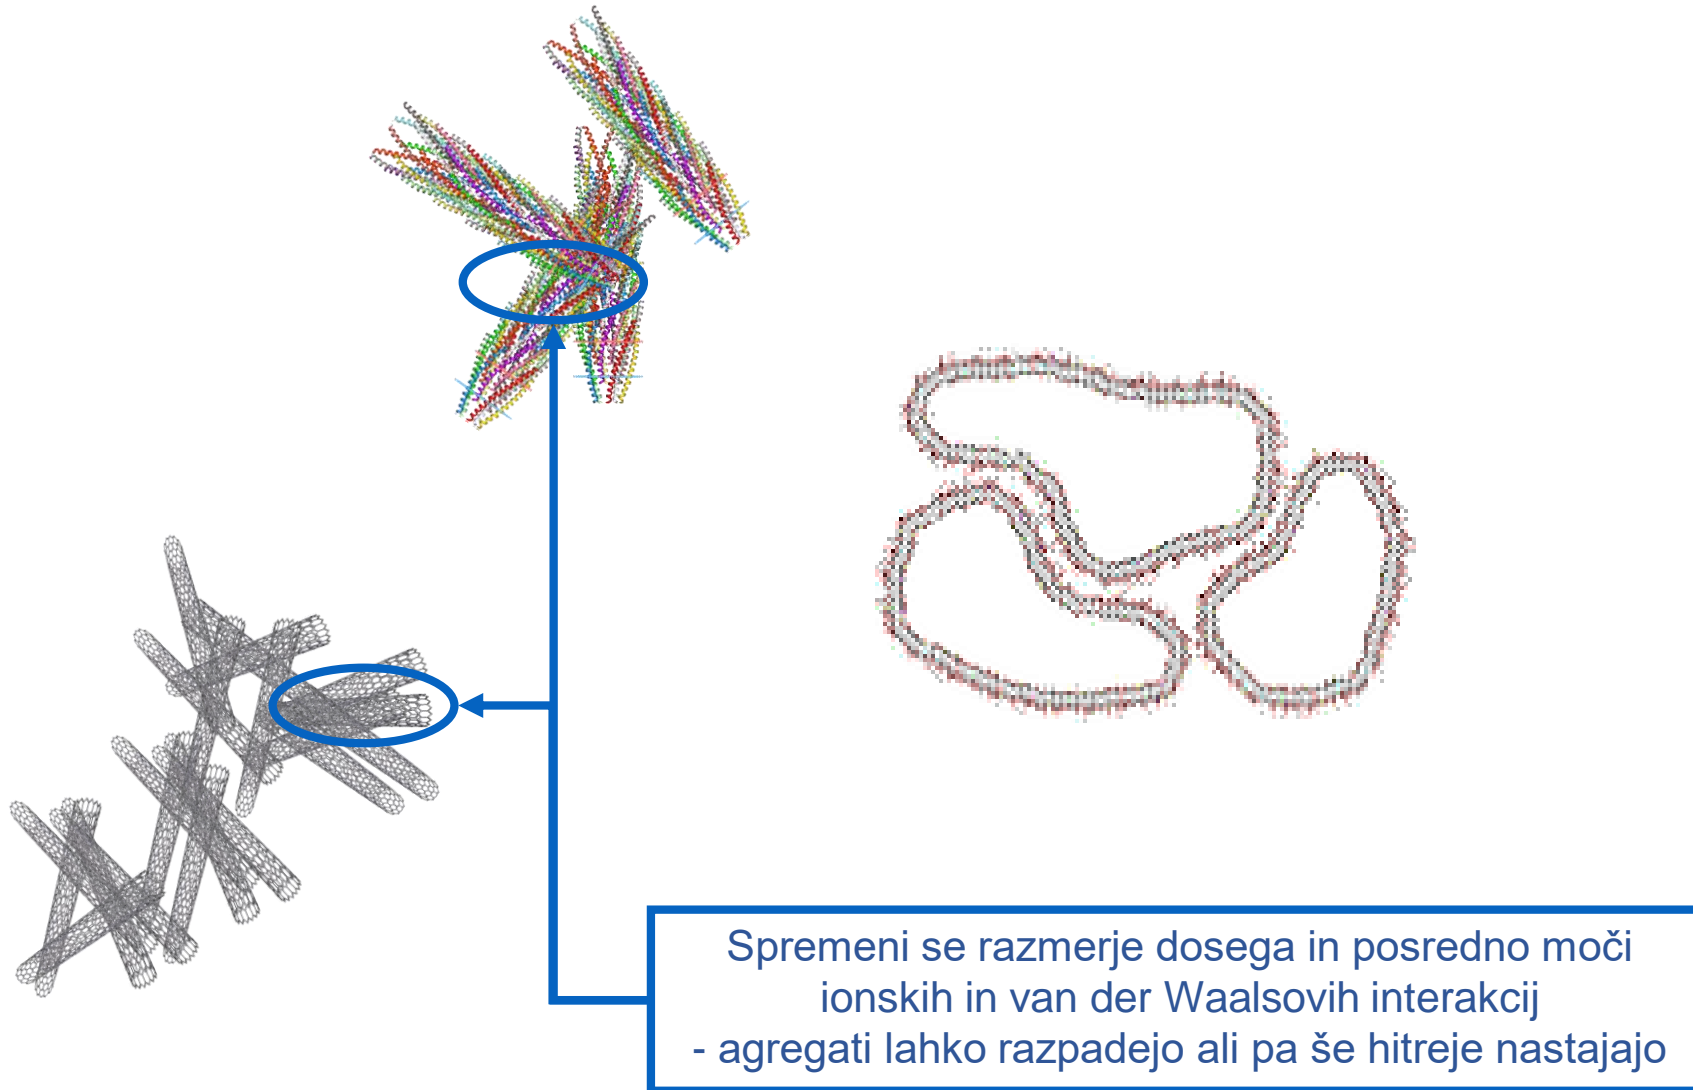 Spremeni se razmerje dosega in posredno moči
ionskih in van der Waalsovih interakcij
- agregati lahko razpadejo ali pa še hitreje nastajajo